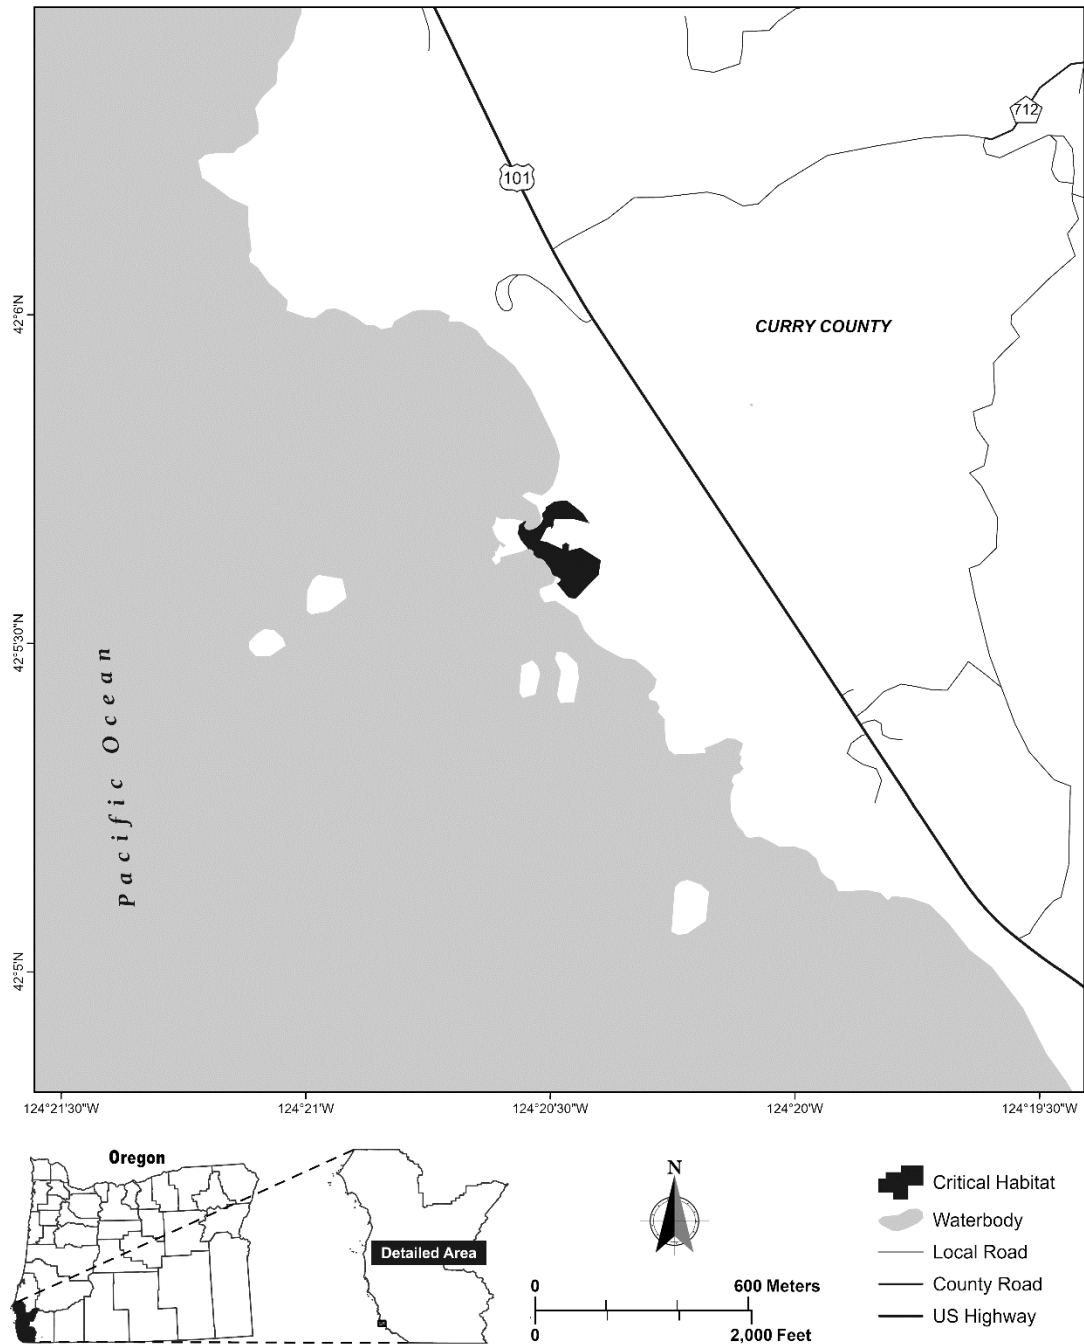 712
101
CURRY COUNTY
42°6'N
42°5'30"N
Pacific Ocean
42°5'N
124°21'30"W
124°21'W
124°20'30"W
124°20'W
124°19'30"W
Oregon
Detailed Area
N
0
600 Meters
0
2,000 Feet
Critical Habitat
Waterbody
Local Road
County Road
US Highway